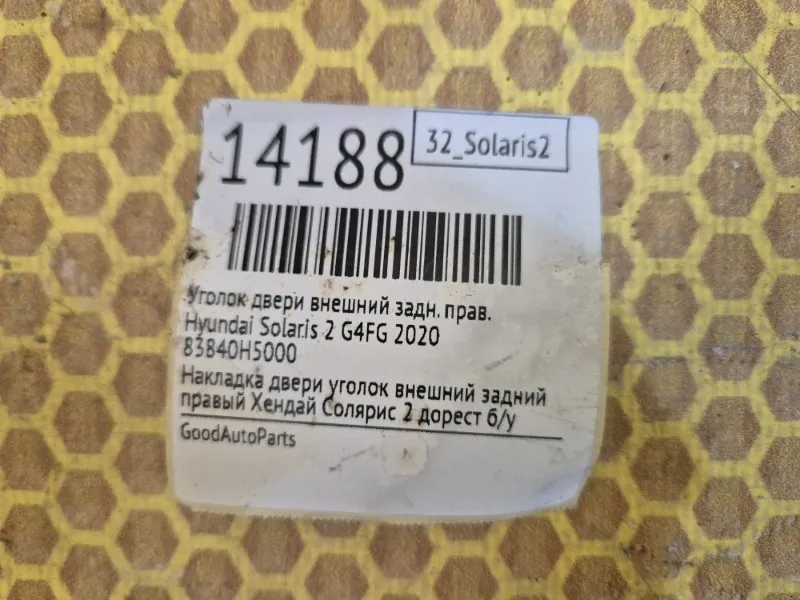 14188
32_Solaris2
Уголок двери внешний задн. прав.
Hyundai Solaris 2 G4FG 2020
83840H5000
Накладка двери уголок внешний задний
правый Хендай Солярис 2 дорест б/у
GoodAutoParts